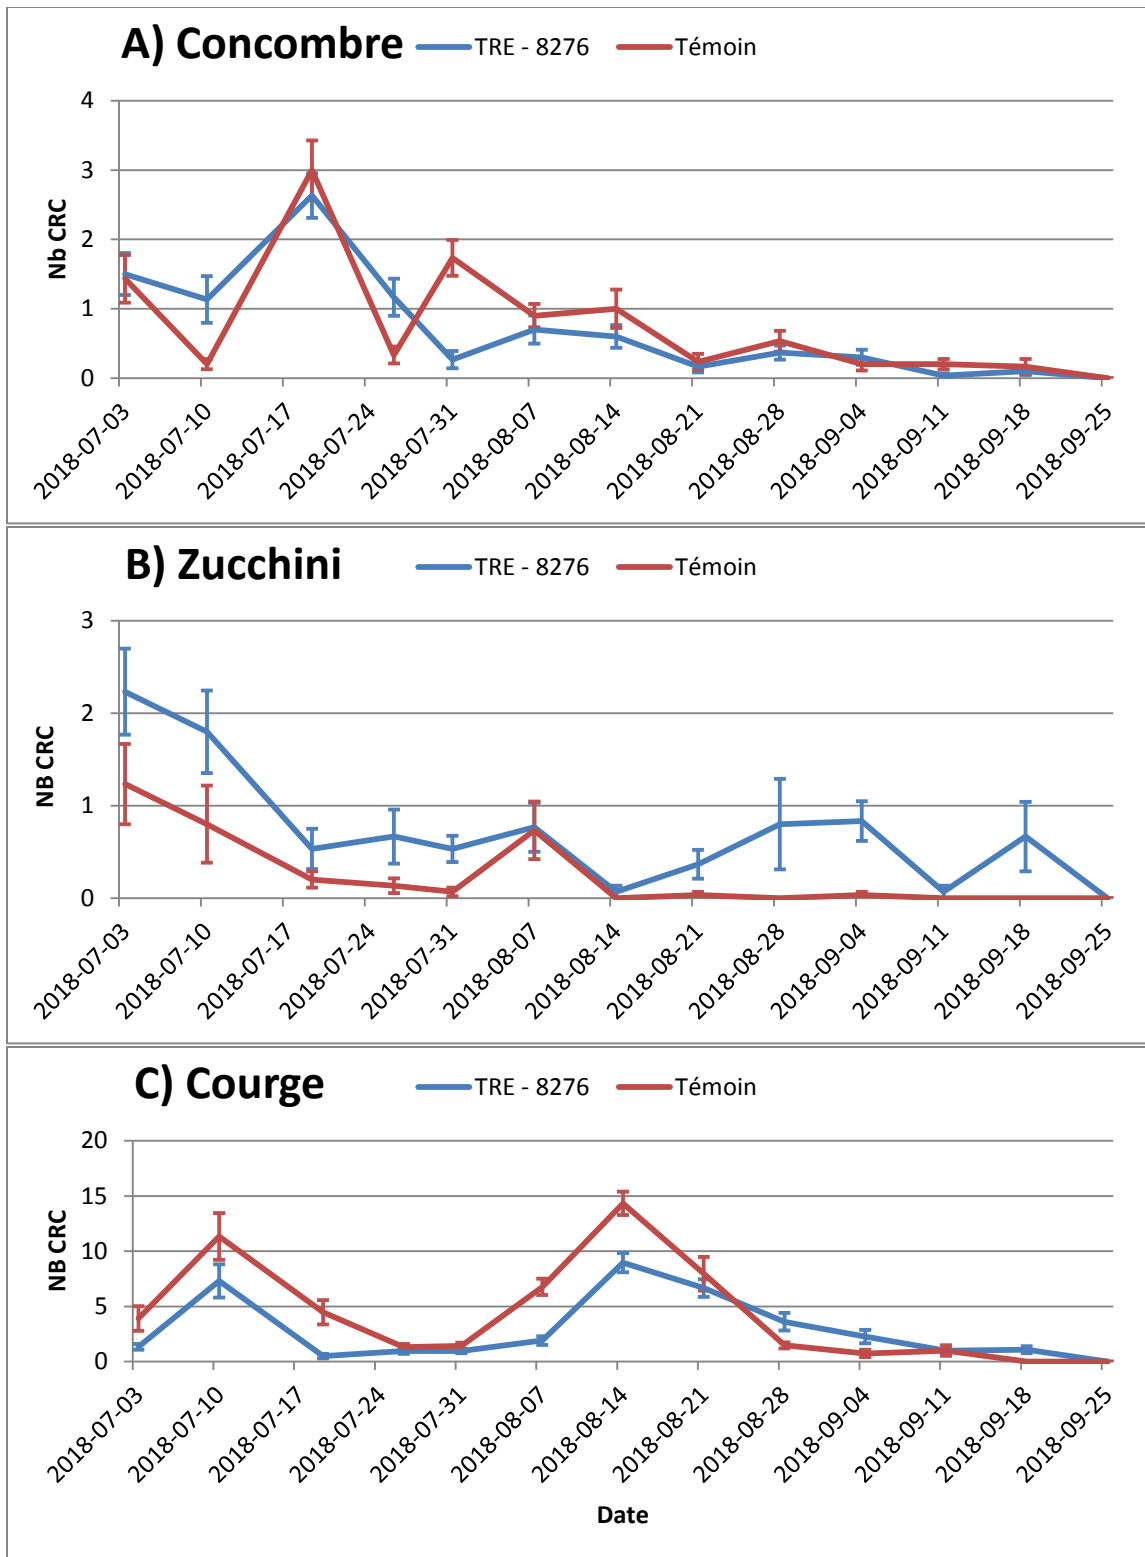 A) Concombre TRE - 8276 Témoin
Nb CRC
4
3
2
1
0
2018-07-03 2018-07-10 2018-07-17 2018-07-24 2018-07-31 2018-08-07 2018-08-14 2018-08-21 2018-08-28 2018-09-04 2018-09-11 2018-09-18 2018-09-25
B) Zucchini TRE - 8276 Témoin
NB CRC
3
2
1
0
2018-07-03 2018-07-10 2018-07-17 2018-07-24 2018-07-31 2018-08-07 2018-08-14 2018-08-21 2018-08-28 2018-09-04 2018-09-11 2018-09-18 2018-09-25
C) Courge TRE - 8276 Témoin
NB CRC
20
15
10
5
0
2018-07-03 2018-07-10 2018-07-17 2018-07-24 2018-07-31 2018-08-07 2018-08-14 2018-08-21 2018-08-28 2018-09-04 2018-09-11 2018-09-18 2018-09-25
Date